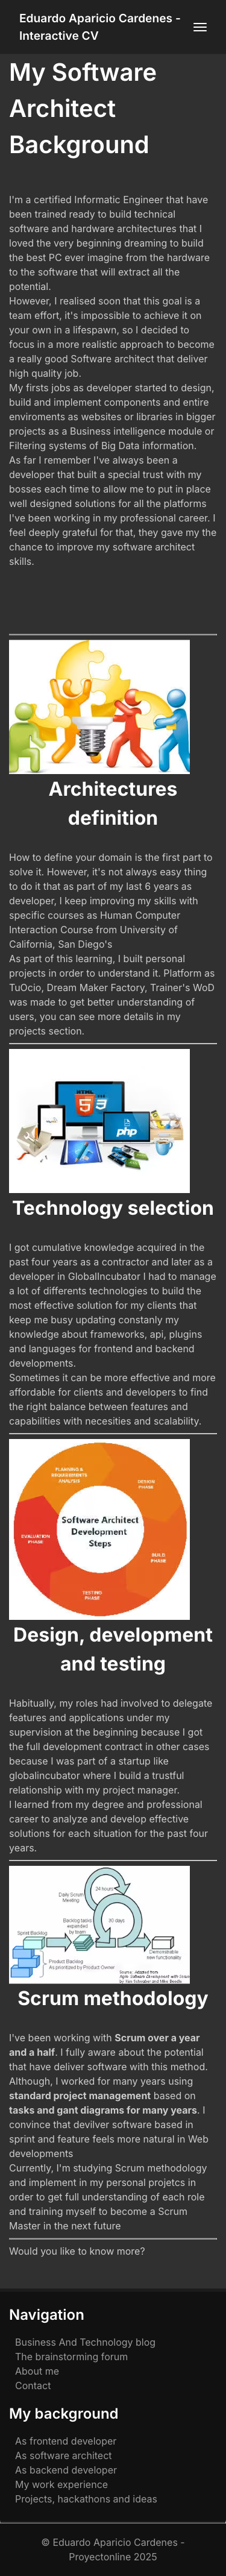 Eduardo Aparicio Cardenes -
Interactive CV
My Software
Architect
Background
I'm a certified Informatic Engineer that have
been trained ready to build technical
software and hardware architectures that I
loved the very beginning dreaming to build
the best PC ever imagine from the hardware
to the software that will extract all the
potential.
However, I realised soon that this goal is a
team effort, it's impossible to achieve it on
your own in a lifespawn, so I decided to
focus in a more realistic approach to become
a really good Software architect that deliver
high quality job.
My firsts jobs as developer started to design,
build and implement components and entire
enviroments as websites or libraries in bigger
projects as a Business intelligence module or
Filtering systems of Big Data information.
As far I remember I've always been a
developer that built a special trust with my
bosses each time to allow me to put in place
well designed solutions for all the platforms
I've been working in my professional career. I
feel deeply grateful for that, they gave my the
chance to improve my software architect
skills.
Architectures
definition
How to define your domain is the first part to
solve it. However, it's not always easy thing
to do it that as part of my last 6 years as
developer, I keep improving my skills with
specific courses as Human Computer
Interaction Course from University of
California, San Diego's
As part of this learning, I built personal
projects in order to understand it. Platform as
TuOcio, Dream Maker Factory, Trainer's WoD
was made to get better understanding of
users, you can see more details in my
projects section.
HTML
5
CSS
3
php
Technology selection
I got cumulative knowledge acquired in the
past four years as a contractor and later as a
developer in GlobalIncubator I had to manage
a lot of differents technologies to build the
most effective solution for my clients that
keep me busy updating constanly my
knowledge about frameworks, api, plugins
and languages for frontend and backend
developments.
Sometimes it can be more effective and more
affordable for clients and developers to find
the right balance between features and
capabilities with necesities and scalability.
PLANNING &
REQUIREMENTS
ANALYSIS
DESIGN
PHASE
Software Architect
Development
Steps
EVALUATION
PHASE
BUILD
PHASE
TESTING
PHASE
Design, development
and testing
Habitually, my roles had involved to delegate
features and applications under my
supervision at the beginning because I got
the full development contract in other cases
because I was part of a startup like
globalincubator where I build a trustful
relationship with my project manager.
I learned from my degree and professional
career to analyze and develop effective
solutions for each situation for the past four
years.
24 hours
Daily Scrum
Meeting
Backlog tasks
expanded
by team
30 days
Sprint Backlog
Product Backlog
As prioritized by Product Owner
Demonstrable
new functionality
Source: Adapted from
Agile Software Development with Scrum
by Ken Schwaber and Mike Beedle
Scrum methodology
I've been working with Scrum over a year
and a half. I fully aware about the potential
that have deliver software with this method.
Although, I worked for many years using
standard project management based on
tasks and gant diagrams for many years. I
convince that devilver software based in
sprint and feature feels more natural in Web
developments
Currently, I'm studying Scrum methodology
and implement in my personal projetcs in
order to get full understanding of each role
and training myself to become a Scrum
Master in the next future
Would you like to know more?
Navigation
Business And Technology blog
The brainstorming forum
About me
Contact
My background
As frontend developer
As software architect
As backend developer
My work experience
Projects, hackathons and ideas
© Eduardo Aparicio Cardenes -
Proyectonline 2025